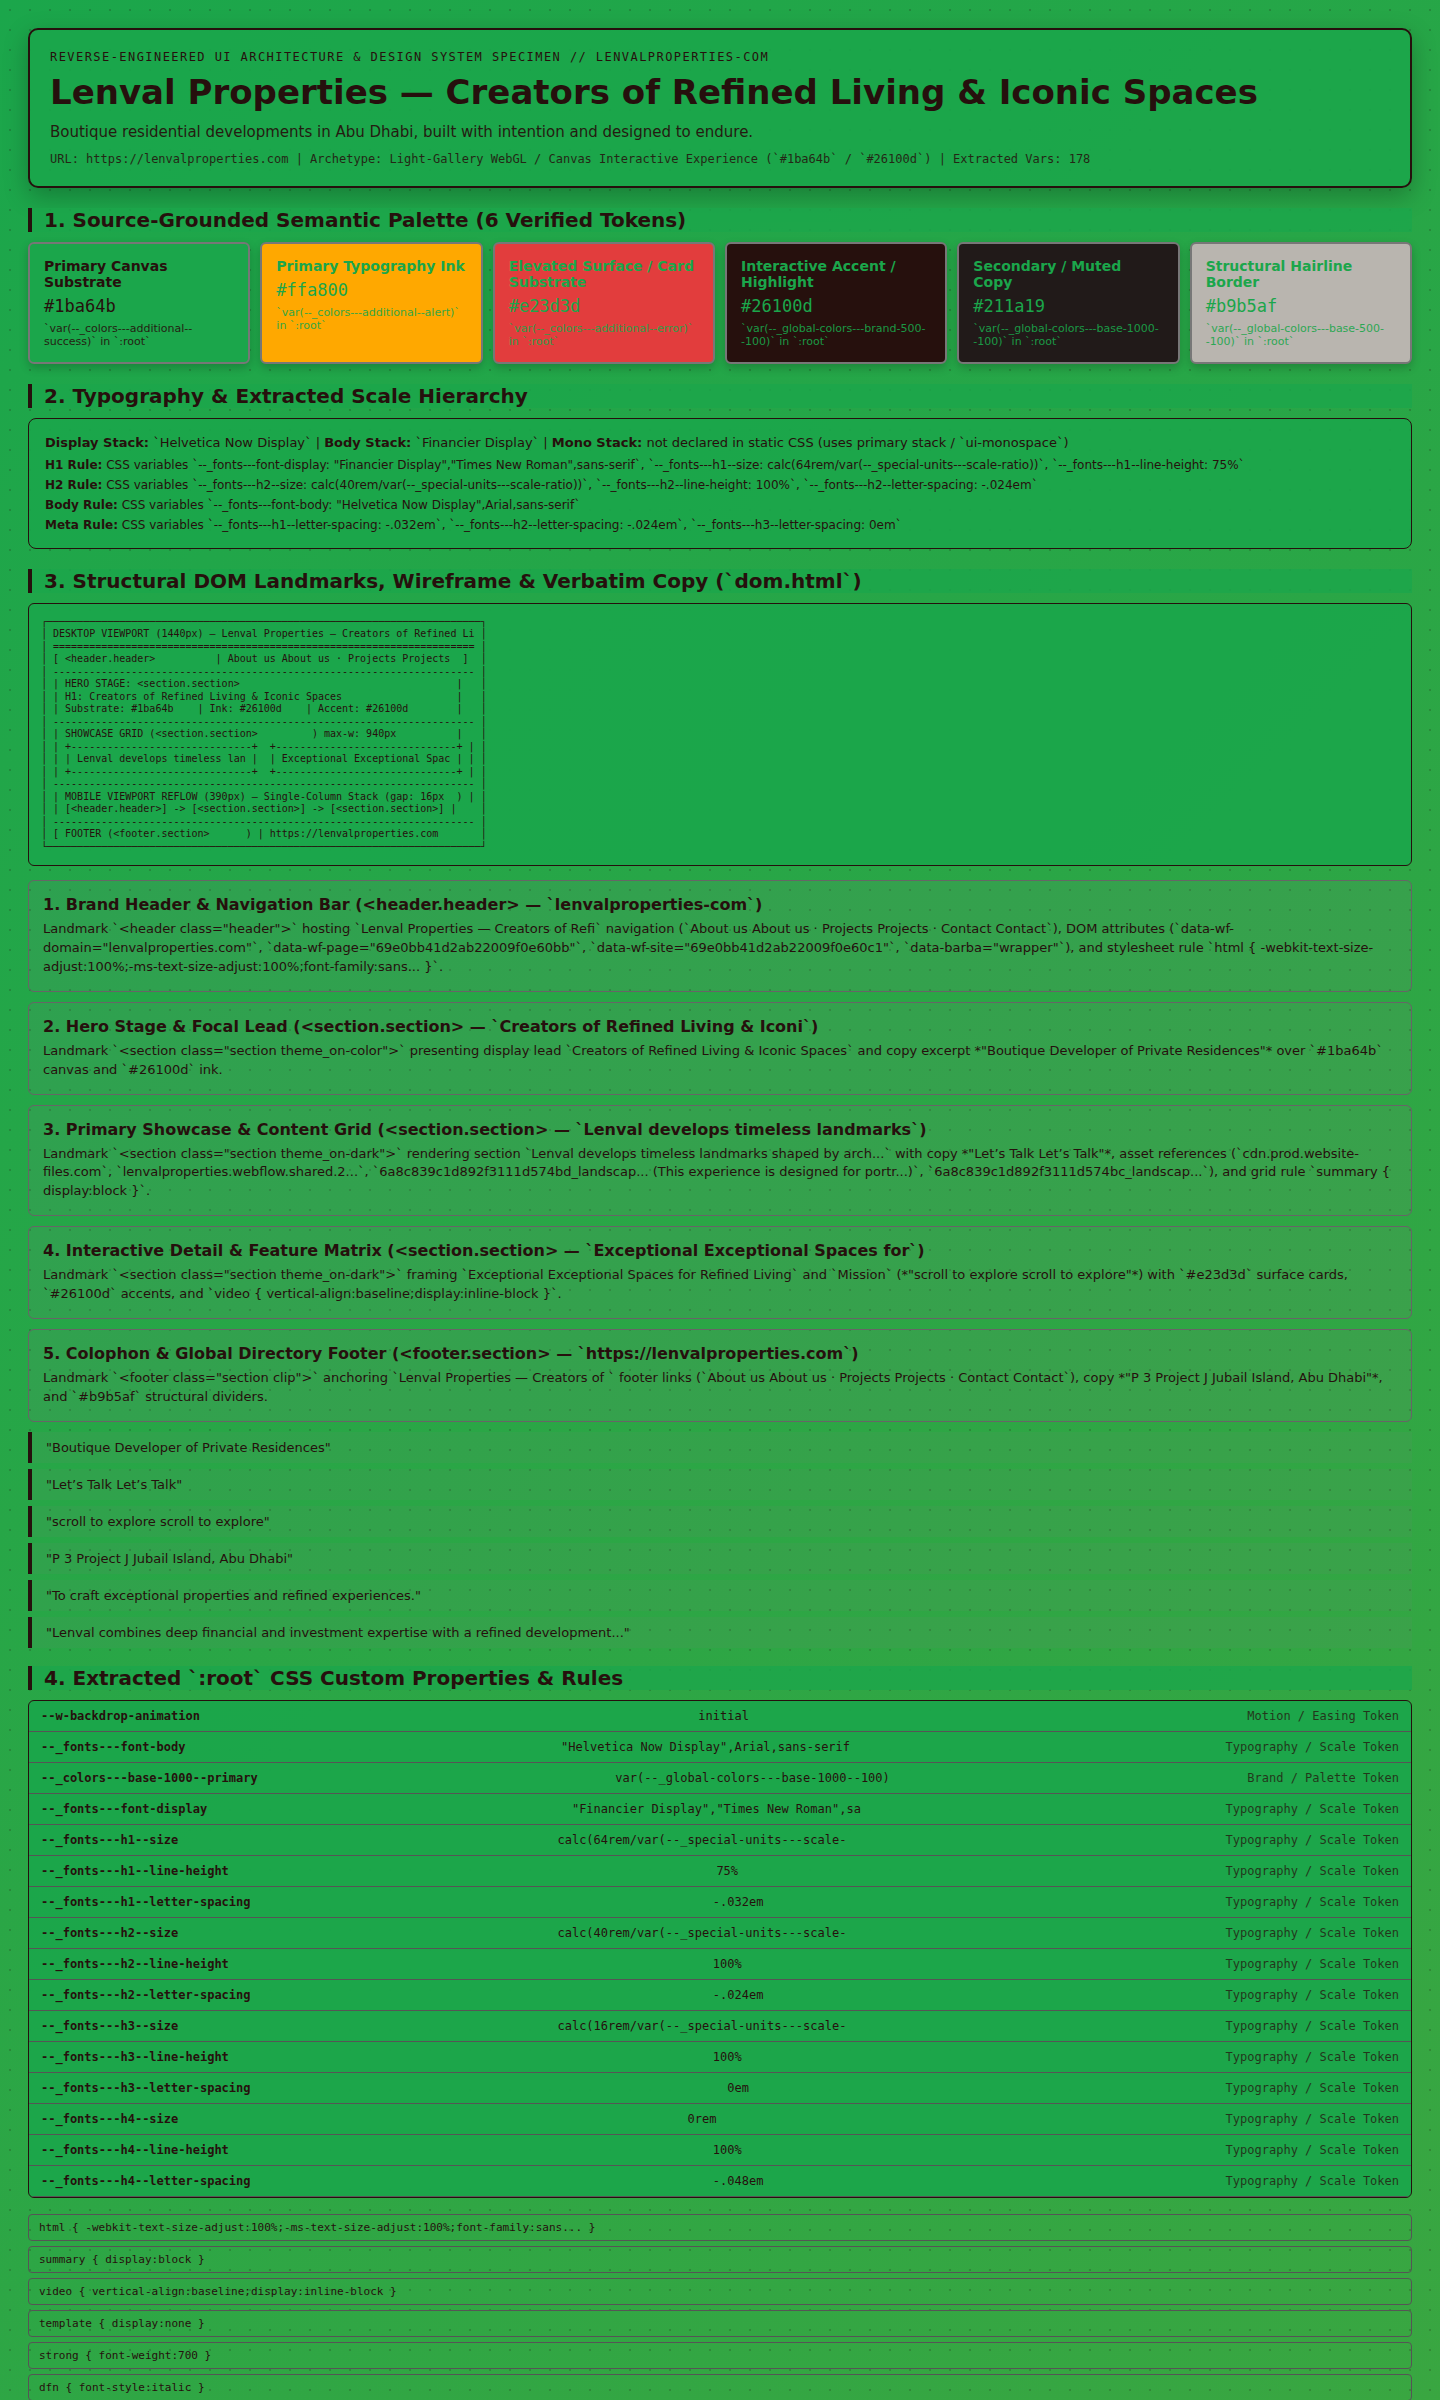 REVERSE-ENGINEERED UI ARCHITECTURE & DESIGN SYSTEM SPECIMEN // LENVALPROPERTIES-COM
Lenval Properties — Creators of Refined Living & Iconic Spaces
Boutique residential developments in Abu Dhabi, built with intention and designed to endure.
URL: https://lenvalproperties.com | Archetype: Light-Gallery WebGL / Canvas Interactive Experience (`#1ba64b` / `#26100d`) | Extracted Vars: 178
1. Source-Grounded Semantic Palette (6 Verified Tokens)
Primary Canvas
Substrate
#1ba64b
`var(--_colors---additional--
success)` in `:root`
Primary Typography Ink
#ffa800
`var(--_colors---additional--alert)`
in `:root`
Elevated Surface / Card
Substrate
#e23d3d
`var(--_colors---additional--error)`
in `:root`
Interactive Accent /
Highlight
#26100d
`var(--_global-colors---brand-500-
-100)` in `:root`
Secondary / Muted
Copy
#211a19
`var(--_global-colors---base-1000-
-100)` in `:root`
Structural Hairline
Border
#b9b5af
`var(--_global-colors---base-500-
-100)` in `:root`
2. Typography & Extracted Scale Hierarchy
Display Stack: `Helvetica Now Display` | Body Stack: `Financier Display` | Mono Stack: not declared in static CSS (uses primary stack / `ui-monospace`)
H1 Rule: CSS variables `--_fonts---font-display: "Financier Display","Times New Roman",sans-serif`, `--_fonts---h1--size: calc(64rem/var(--_special-units---scale-ratio))`, `--_fonts---h1--line-height: 75%`
H2 Rule: CSS variables `--_fonts---h2--size: calc(40rem/var(--_special-units---scale-ratio))`, `--_fonts---h2--line-height: 100%`, `--_fonts---h2--letter-spacing: -.024em`
Body Rule: CSS variables `--_fonts---font-body: "Helvetica Now Display",Arial,sans-serif`
Meta Rule: CSS variables `--_fonts---h1--letter-spacing: -.032em`, `--_fonts---h2--letter-spacing: -.024em`, `--_fonts---h3--letter-spacing: 0em`
3. Structural DOM Landmarks, Wireframe & Verbatim Copy (`dom.html`)
DESKTOP VIEWPORT (1440px) — Lenval Properties — Creators of Refined Li
======================================================================
[ <header.header>          | About us About us · Projects Projects  ]
----------------------------------------------------------------------
| HERO STAGE: <section.section>                                    |
| H1: Creators of Refined Living & Iconic Spaces                   |
| Substrate: #1ba64b    | Ink: #26100d    | Accent: #26100d        |
----------------------------------------------------------------------
| SHOWCASE GRID (<section.section>         ) max-w: 940px          |
| +------------------------------+  +------------------------------+ |
| | Lenval develops timeless lan |  | Exceptional Exceptional Spac | |
| +------------------------------+  +------------------------------+ |
----------------------------------------------------------------------
| MOBILE VIEWPORT REFLOW (390px) — Single-Column Stack (gap: 16px  ) |
| [<header.header>] -> [<section.section>] -> [<section.section>] |
----------------------------------------------------------------------
[ FOOTER (<footer.section>      ) | https://lenvalproperties.com
1. Brand Header & Navigation Bar (<header.header> — `lenvalproperties-com`)
Landmark `<header class="header">` hosting `Lenval Properties — Creators of Refi` navigation (`About us About us · Projects Projects · Contact Contact`), DOM attributes (`data-wf-
domain="lenvalproperties.com"`, `data-wf-page="69e0bb41d2ab22009f0e60bb"`, `data-wf-site="69e0bb41d2ab22009f0e60c1"`, `data-barba="wrapper"`), and stylesheet rule `html { -webkit-text-size-
adjust:100%;-ms-text-size-adjust:100%;font-family:sans... }`.
2. Hero Stage & Focal Lead (<section.section> — `Creators of Refined Living & Iconi`)
Landmark `<section class="section theme_on-color">` presenting display lead `Creators of Refined Living & Iconic Spaces` and copy excerpt *"Boutique Developer of Private Residences"* over `#1ba64b`
canvas and `#26100d` ink.
3. Primary Showcase & Content Grid (<section.section> — `Lenval develops timeless landmarks`)
Landmark `<section class="section theme_on-dark">` rendering section `Lenval develops timeless landmarks shaped by arch...` with copy *"Let’s Talk Let’s Talk"*, asset references (`cdn.prod.website-
files.com`, `lenvalproperties.webflow.shared.2...`, `6a8c839c1d892f3111d574bd_landscap... (This experience is designed for portr...)`, `6a8c839c1d892f3111d574bc_landscap...`), and grid rule `summary {
display:block }`.
4. Interactive Detail & Feature Matrix (<section.section> — `Exceptional Exceptional Spaces for`)
Landmark `<section class="section theme_on-dark">` framing `Exceptional Exceptional Spaces for Refined Living` and `Mission` (*"scroll to explore scroll to explore"*) with `#e23d3d` surface cards,
`#26100d` accents, and `video { vertical-align:baseline;display:inline-block }`.
5. Colophon & Global Directory Footer (<footer.section> — `https://lenvalproperties.com`)
Landmark `<footer class="section clip">` anchoring `Lenval Properties — Creators of ` footer links (`About us About us · Projects Projects · Contact Contact`), copy *"P 3 Project J Jubail Island, Abu Dhabi"*,
and `#b9b5af` structural dividers.
"Boutique Developer of Private Residences"
"Let’s Talk Let’s Talk"
"scroll to explore scroll to explore"
"P 3 Project J Jubail Island, Abu Dhabi"
"To craft exceptional properties and refined experiences."
"Lenval combines deep financial and investment expertise with a refined development..."
4. Extracted `:root` CSS Custom Properties & Rules
--w-backdrop-animation initial Motion / Easing Token
--_fonts---font-body "Helvetica Now Display",Arial,sans-serif Typography / Scale Token
--_colors---base-1000--primary var(--_global-colors---base-1000--100) Brand / Palette Token
--_fonts---font-display "Financier Display","Times New Roman",sa Typography / Scale Token
--_fonts---h1--size calc(64rem/var(--_special-units---scale- Typography / Scale Token
--_fonts---h1--line-height 75% Typography / Scale Token
--_fonts---h1--letter-spacing -.032em Typography / Scale Token
--_fonts---h2--size calc(40rem/var(--_special-units---scale- Typography / Scale Token
--_fonts---h2--line-height 100% Typography / Scale Token
--_fonts---h2--letter-spacing -.024em Typography / Scale Token
--_fonts---h3--size calc(16rem/var(--_special-units---scale- Typography / Scale Token
--_fonts---h3--line-height 100% Typography / Scale Token
--_fonts---h3--letter-spacing 0em Typography / Scale Token
--_fonts---h4--size 0rem Typography / Scale Token
--_fonts---h4--line-height 100% Typography / Scale Token
--_fonts---h4--letter-spacing -.048em Typography / Scale Token
html { -webkit-text-size-adjust:100%;-ms-text-size-adjust:100%;font-family:sans... }
summary { display:block }
video { vertical-align:baseline;display:inline-block }
template { display:none }
strong { font-weight:700 }
dfn { font-style:italic }